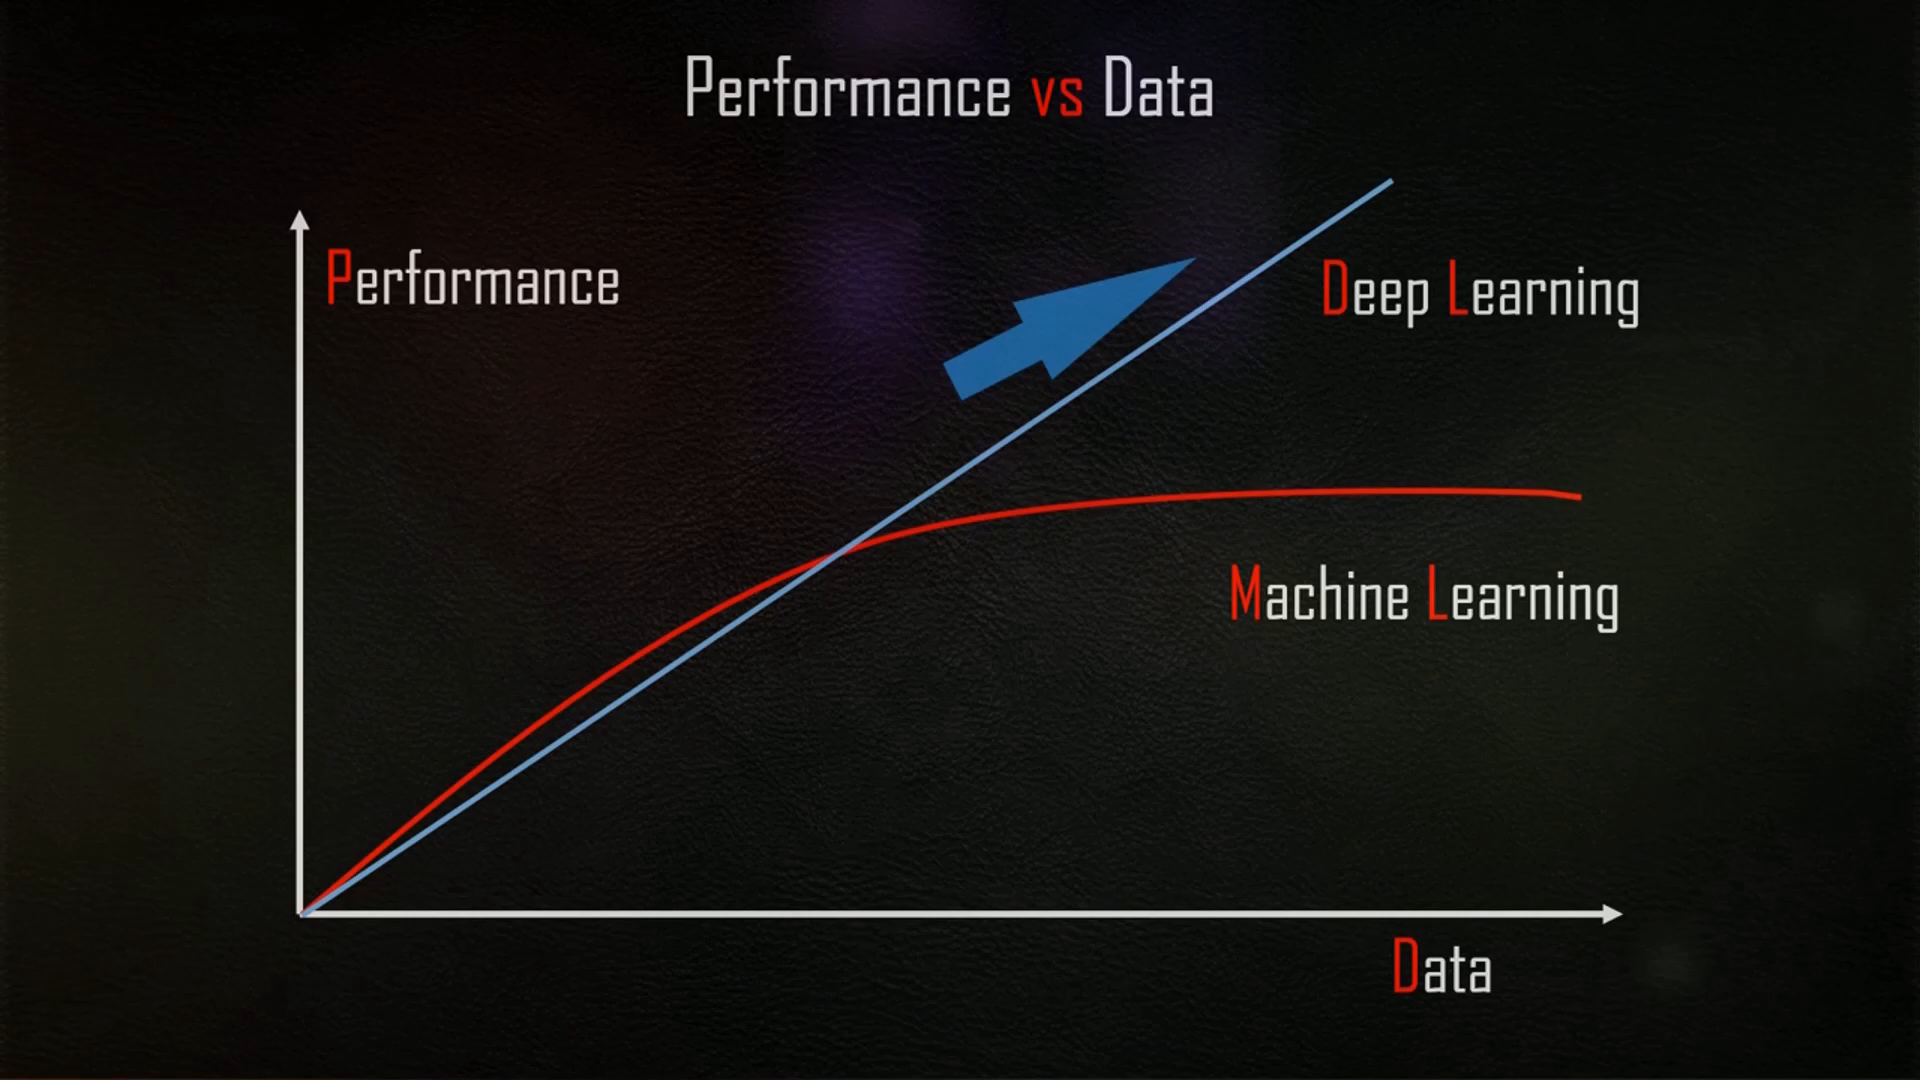 Performance vs Data
Performance
Deep Learning
Machine Learning
Data